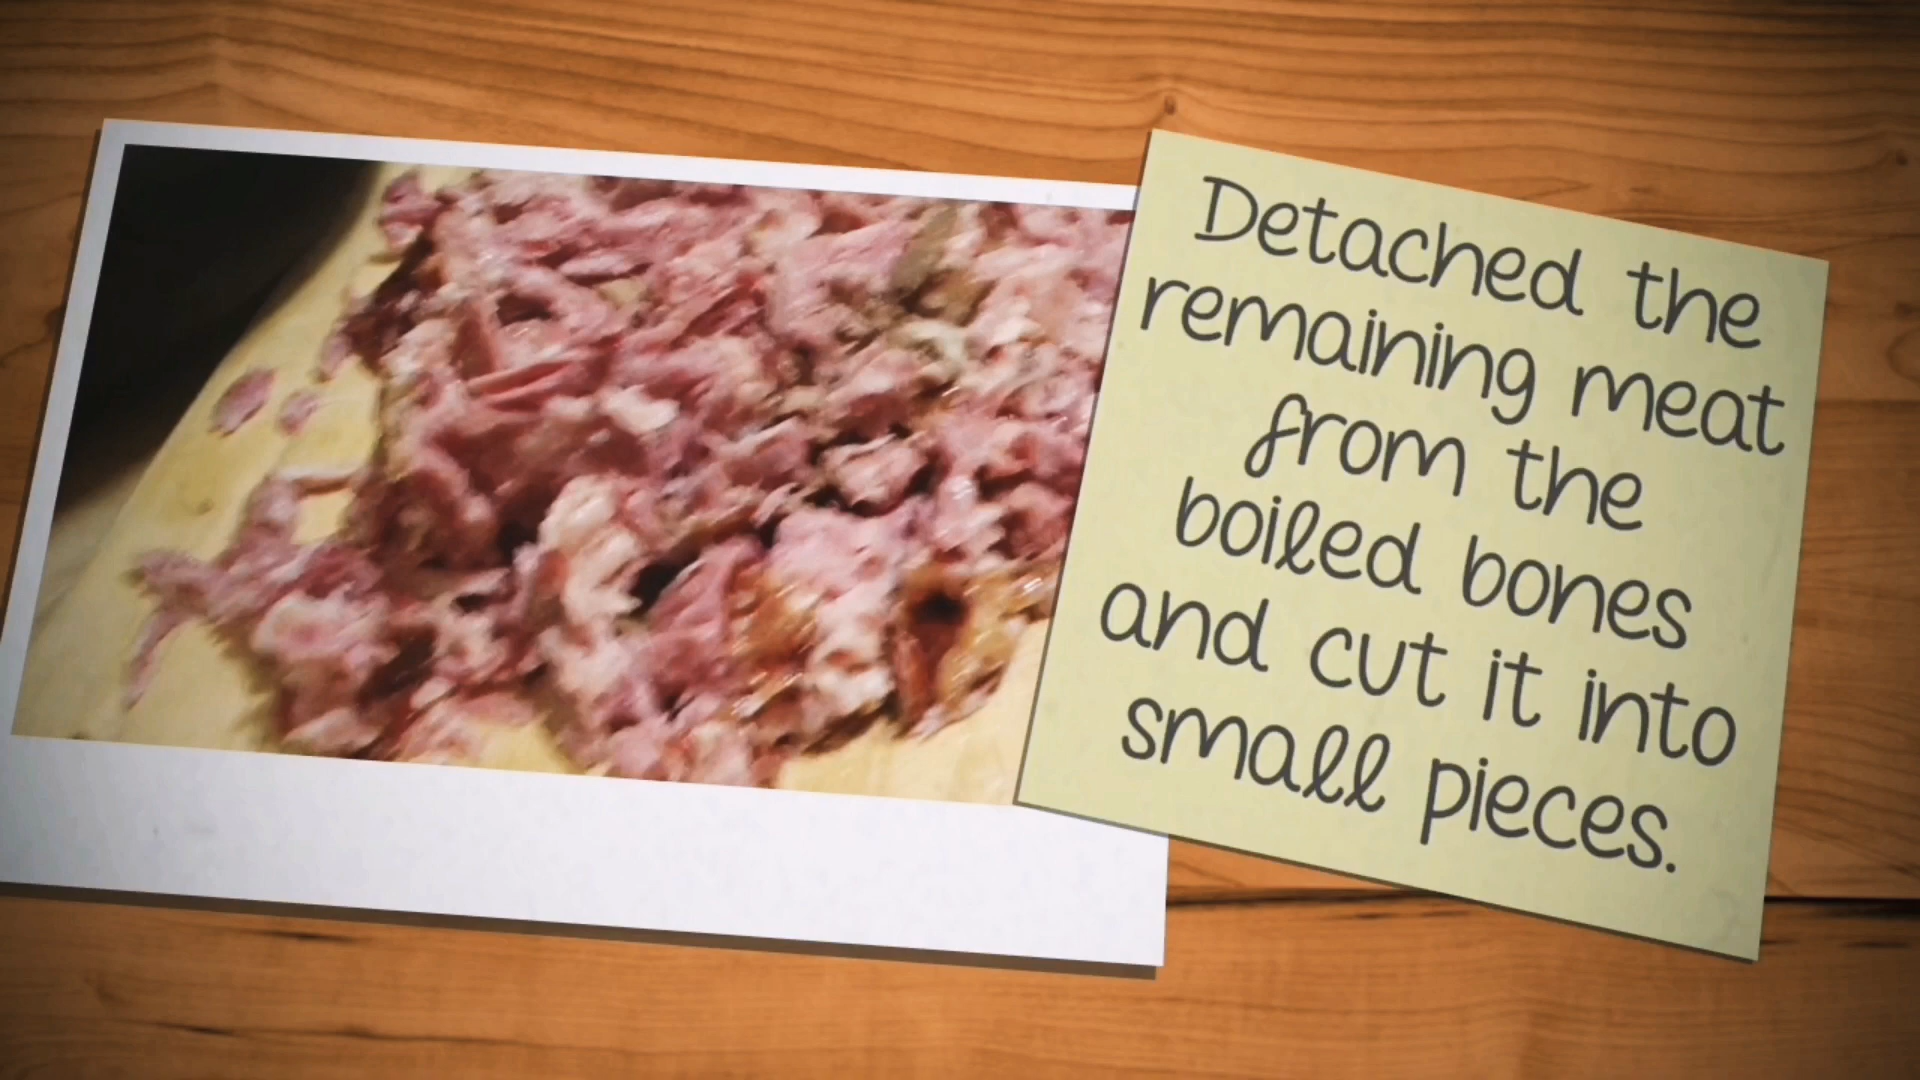 Detached the
remaining meat
from the
boiled bones
and cut it into
small pieces.